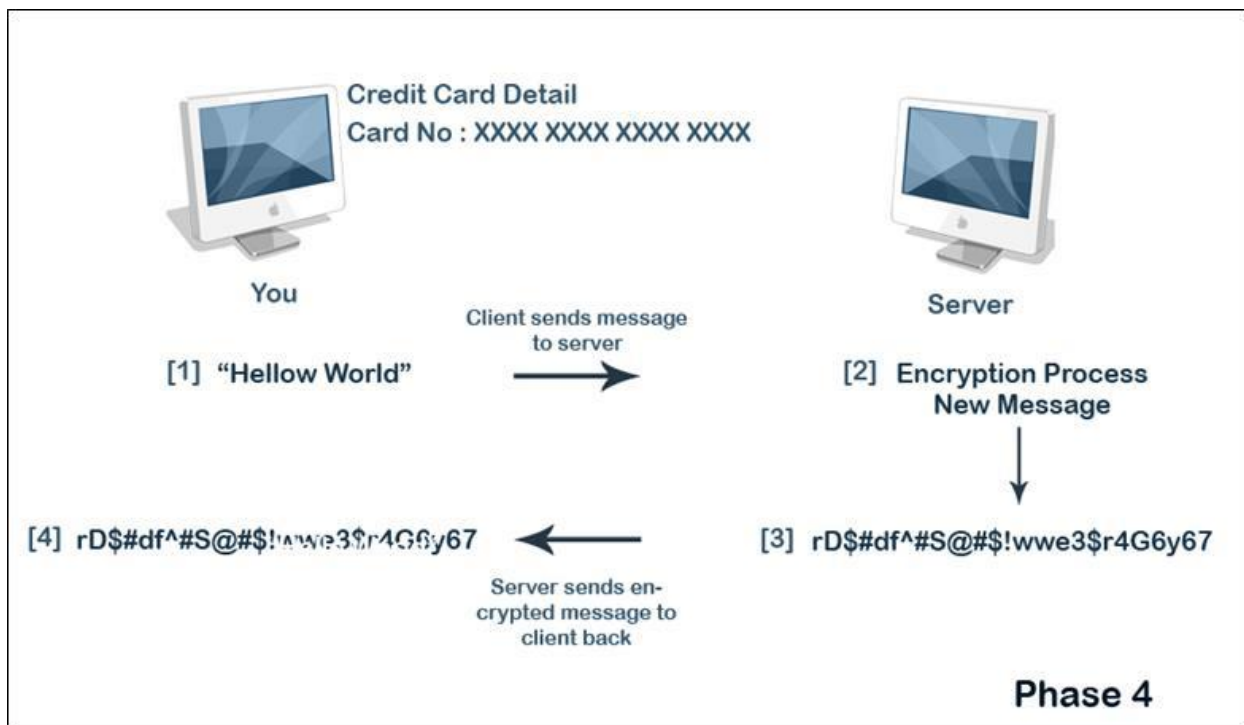 Credit Card Detail
Card No : XXXX XXXX XXXX XXXX
You
Server
Client sends message
to server
[1] “Hellow World”
[2] Encryption Process
New Message
[4] rD$#df^#S@#$!wwe3$r4G6y67
[3] rD$#df^#S@#$!wwe3$r4G6y67
Server sends en-
crypted message to
client back
Phase 4